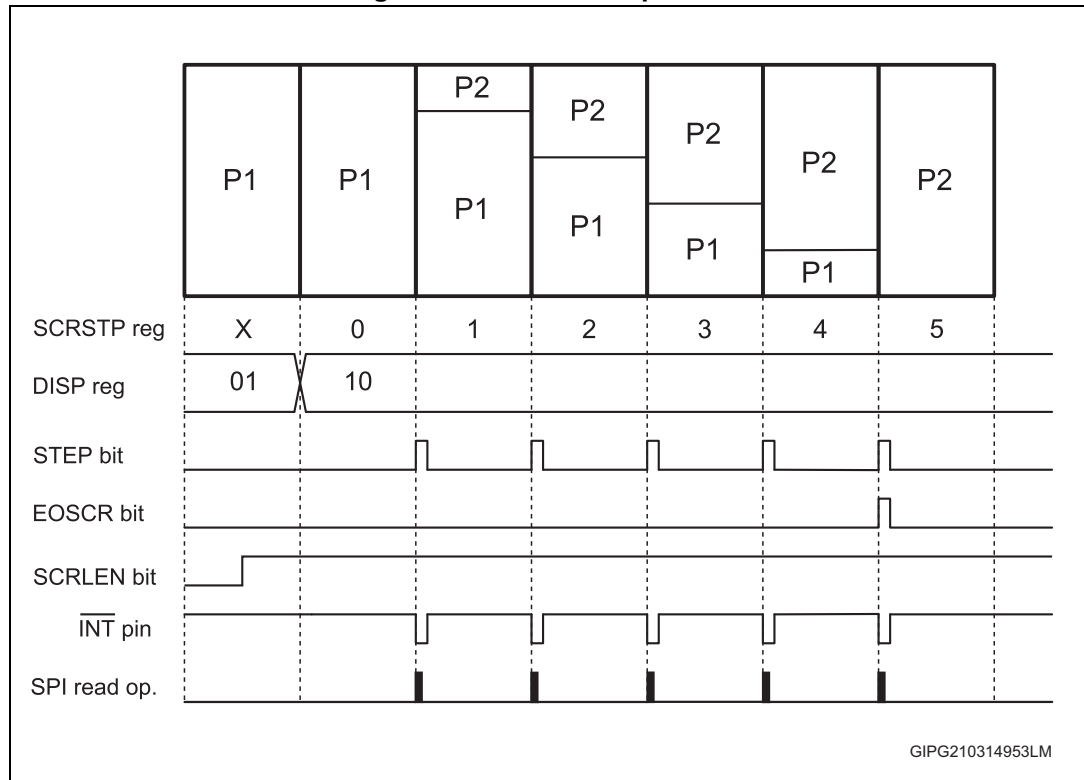 P2
P2
P2
P2
P1
P1
P2
P1
P1
P1
P1
SCRSTP reg X 0 1 2 3 4 5
DISP reg 01 10
STEP bit
EOSCR bit
SCRLEN bit
INT pin
SPI read op.
GIPG210314953LM